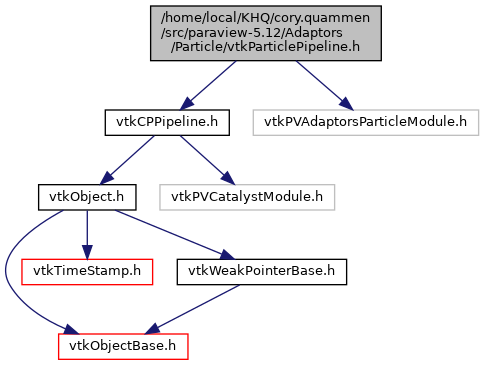 /home/local/KHQ/cory.quammen
/src/paraview-5.12/Adaptors
/Particle/vtkParticlePipeline.h
vtkCPPipeline.h
vtkPVAdaptorsParticleModule.h
vtkObject.h
vtkPVCatalystModule.h
vtkTimeStamp.h
vtkWeakPointerBase.h
vtkObjectBase.h